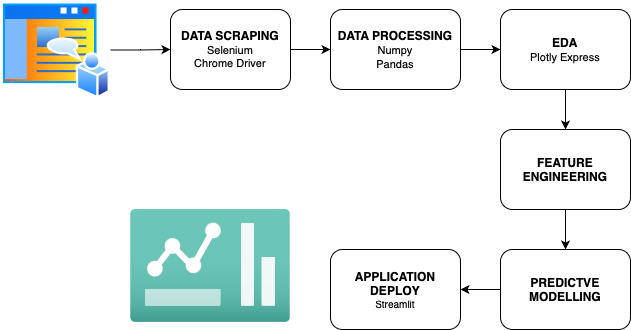 DATA SCRAPING
Selenium
Chrome Driver
DATA PROCESSING
Numpy
Pandas
EDA
Plotly Express
FEATURE
ENGINEERING
PREDICTVE
MODELLING
APPLICATION
DEPLOY
Streamlit